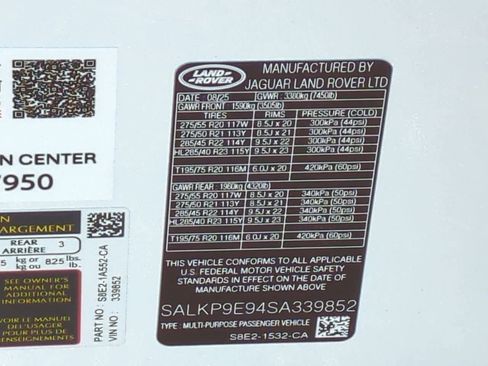 N CENTER
7950
N
ARGEMENT
REAR
ARRIÈRE
3
5 kg or kg ou 825 lbs. lb.
SEE OWNER'S
MANUAL FOR
ADDITIONAL
INFORMATION
VOIR LE MANUEL
DE L'USAGER
POUR PLUS DE
RENSEIGNEMENTS
PART NO : S8E2-1A552-CA
VIN NO : 339852
LAND ROVER
MANUFACTURED BY
JAGUAR LAND ROVER LTD
DATE 08/25 GVWR 3380kg (7450lb)
GAWR FRONT 1590kg (3505lb)
TIRES RIMS PRESSURE (COLD)
275/55 R20 117W 8.5J x 20 300kPa (44psi)
275/50 R21 113Y 8.5J x 21 300kPa (44psi)
285/45 R22 114Y 9.5J x 22 300kPa (44psi)
HL285/40 R23 115Y 9.5J x 23 300kPa (44psi)
T195/75 R20 116M 6.0J x 20 420kPa (60psi)
GAWR REAR 1960kg (4320lb)
275/55 R20 117W 8.5J x 20 340kPa (50psi)
275/50 R21 113Y 8.5J x 21 340kPa (50psi)
285/45 R22 114Y 9.5J x 22 340kPa (50psi)
HL285/40 R23 115Y 9.5J x 23 340kPa (50psi)
T195/75 R20 116M 6.0J x 20 420kPa (60psi)
THIS VEHICLE CONFORMS TO ALL APPLICABLE
U.S. FEDERAL MOTOR VEHICLE SAFETY
STANDARDS IN EFFECT ON THE DATE OF
MANUFACTURE SHOWN ABOVE
SALKP9E94SA339852
TYPE : MULTI-PURPOSE PASSENGER VEHICLE
S8E2-1532-CA